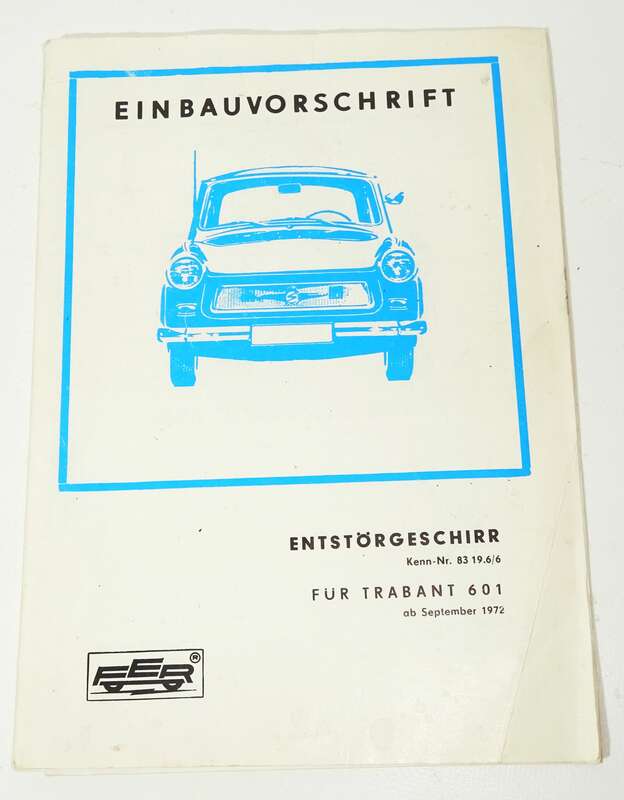 EINBAUVORSCHRIFT
ENTSTÖRGESCHIRR
Kenn-Nr. 83 19.6/6
FÜR TRABANT 601
ab September 1972
FER®